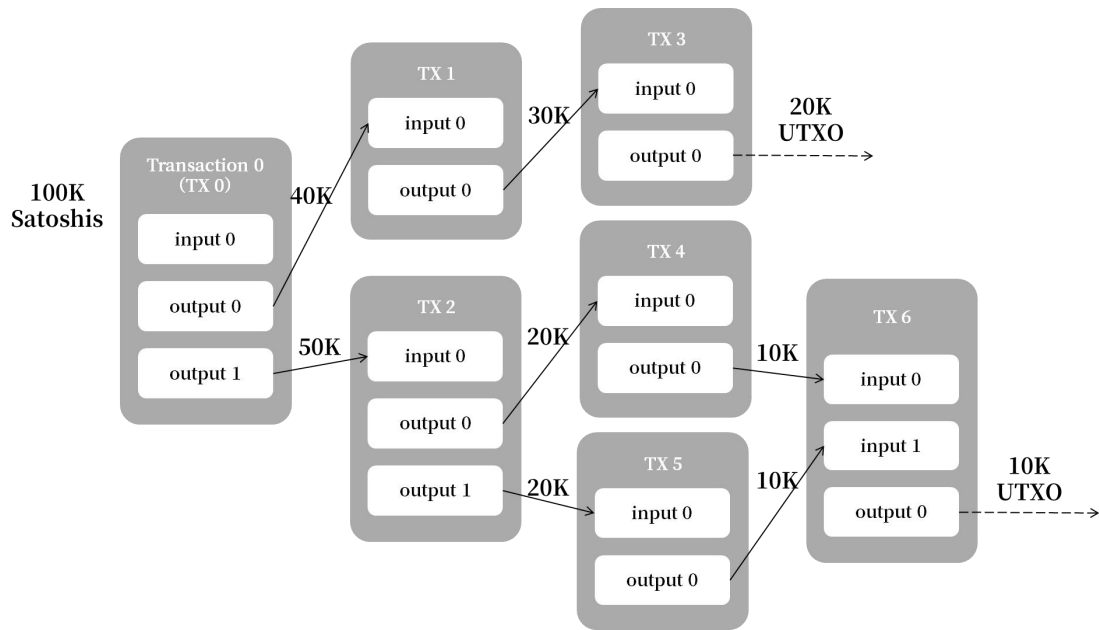 100K
Satoshis
Transaction 0
(TX 0)
input 0
output 0
output 1
40K
50K
TX 1
input 0
output 0
30K
TX 2
input 0
output 0
output 1
20K
20K
TX 3
input 0
output 0
20K
UTXO
TX 4
input 0
output 0
10K
TX 5
input 0
output 0
10K
TX 6
input 0
input 1
output 0
10K
UTXO